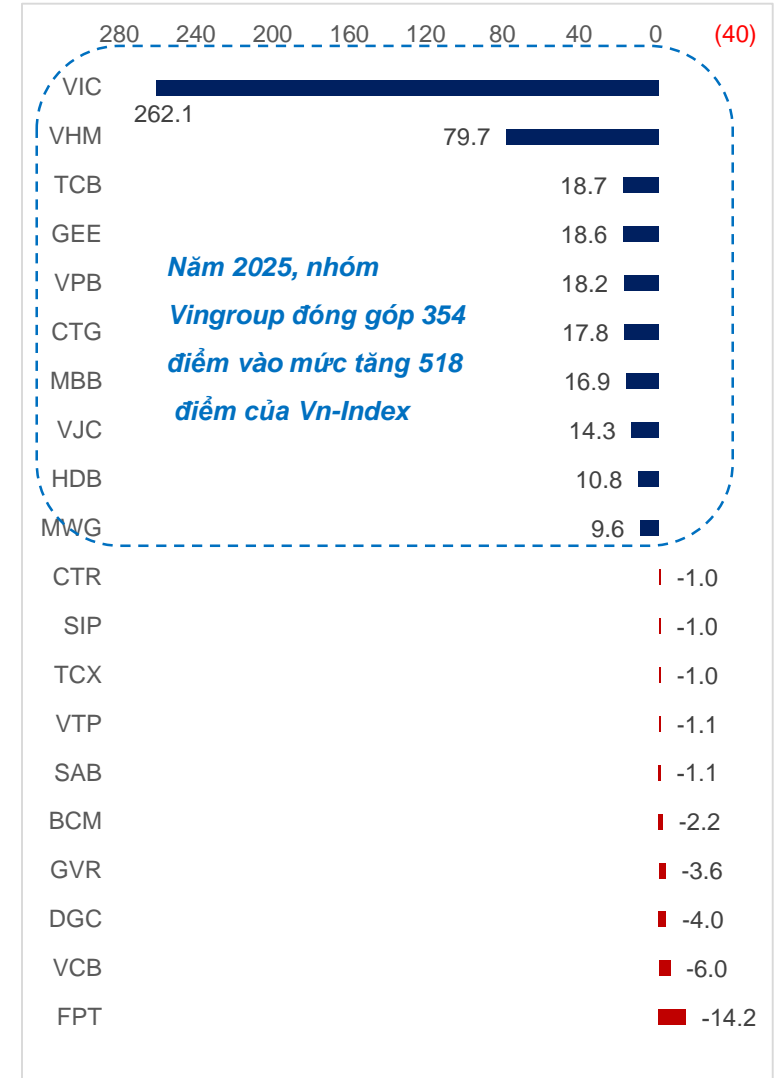 280 240 200 160 120 80 40 0 (40)
VIC
262.1
VHM 79.7
TCB 18.7
GEE 18.6
Năm 2025, nhóm
VPB 18.2
Vingroup đóng góp 354
CTG 17.8
điểm vào mức tăng 518
MBB 16.9
điểm của Vn-Index
VJC 14.3
HDB 10.8
MWG 9.6
CTR -1.0
SIP -1.0
TCX -1.0
VTP -1.1
SAB -1.1
BCM -2.2
GVR -3.6
DGC -4.0
VCB -6.0
FPT -14.2